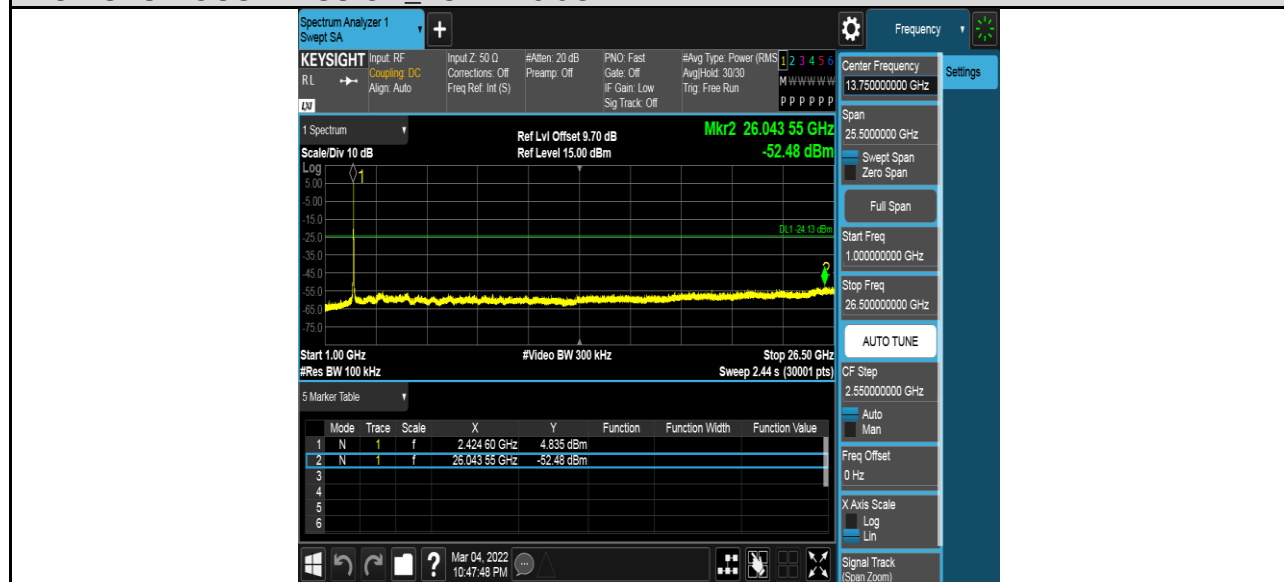 Spectrum Analyzer 1
Swept SA
+
Frequency
KEYSIGHT
RL
LXI
Input: RF
Coupling: DC
Align: Auto
Input Z: 50 Ω
Corrections: Off
Freq Ref: Int (S)
#Atten: 20 dB
Preamp: Off
PNO: Fast
Gate: Off
IF Gain: Low
Sig Track: Off
#Avg Type: Power (RMS
Avg|Hold: 30/30
Trig: Free Run
1 2 3 4 5 6
M W W W W W
P P P P P P
Center Frequency
13.750000000 GHz
Settings
1 Spectrum
Ref Lvl Offset 9.70 dB
Mkr2 26.043 55 GHz
Scale/Div 10 dB
Ref Level 15.00 dBm
-52.48 dBm
Log
1
5.00
-5.00
-15.0
DL1 -24.13 dBm
-25.0
-35.0
-45.0
-55.0
-65.0
-75.0
Start 1.00 GHz
#Video BW 300 kHz
Stop 26.50 GHz
#Res BW 100 kHz
Sweep 2.44 s (30001 pts)
Span
25.5000000 GHz
Swept Span
Zero Span
Full Span
Start Freq
1.000000000 GHz
Stop Freq
26.500000000 GHz
AUTO TUNE
CF Step
2.550000000 GHz
Auto
Man
Freq Offset
0 Hz
X Axis Scale
Log
Lin
Signal Track
(Span Zoom)
5 Marker Table
Mode Trace Scale X Y Function Function Width Function Value
1 N 1 f 2.424 60 GHz 4.835 dBm
2 N 1 f 26.043 55 GHz -52.48 dBm
3
4
5
6
?
Mar 04, 2022
10:47:48 PM